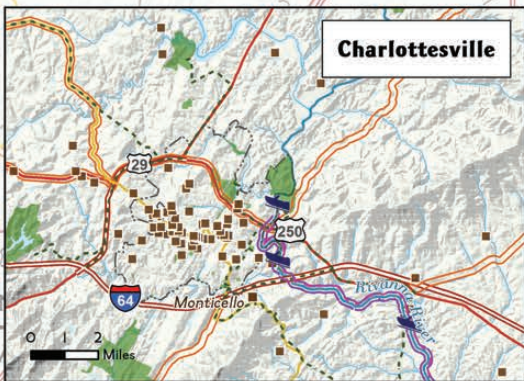 Charlottesville
29
250
64
Monticello
Rivanna River
0 1 2
Miles